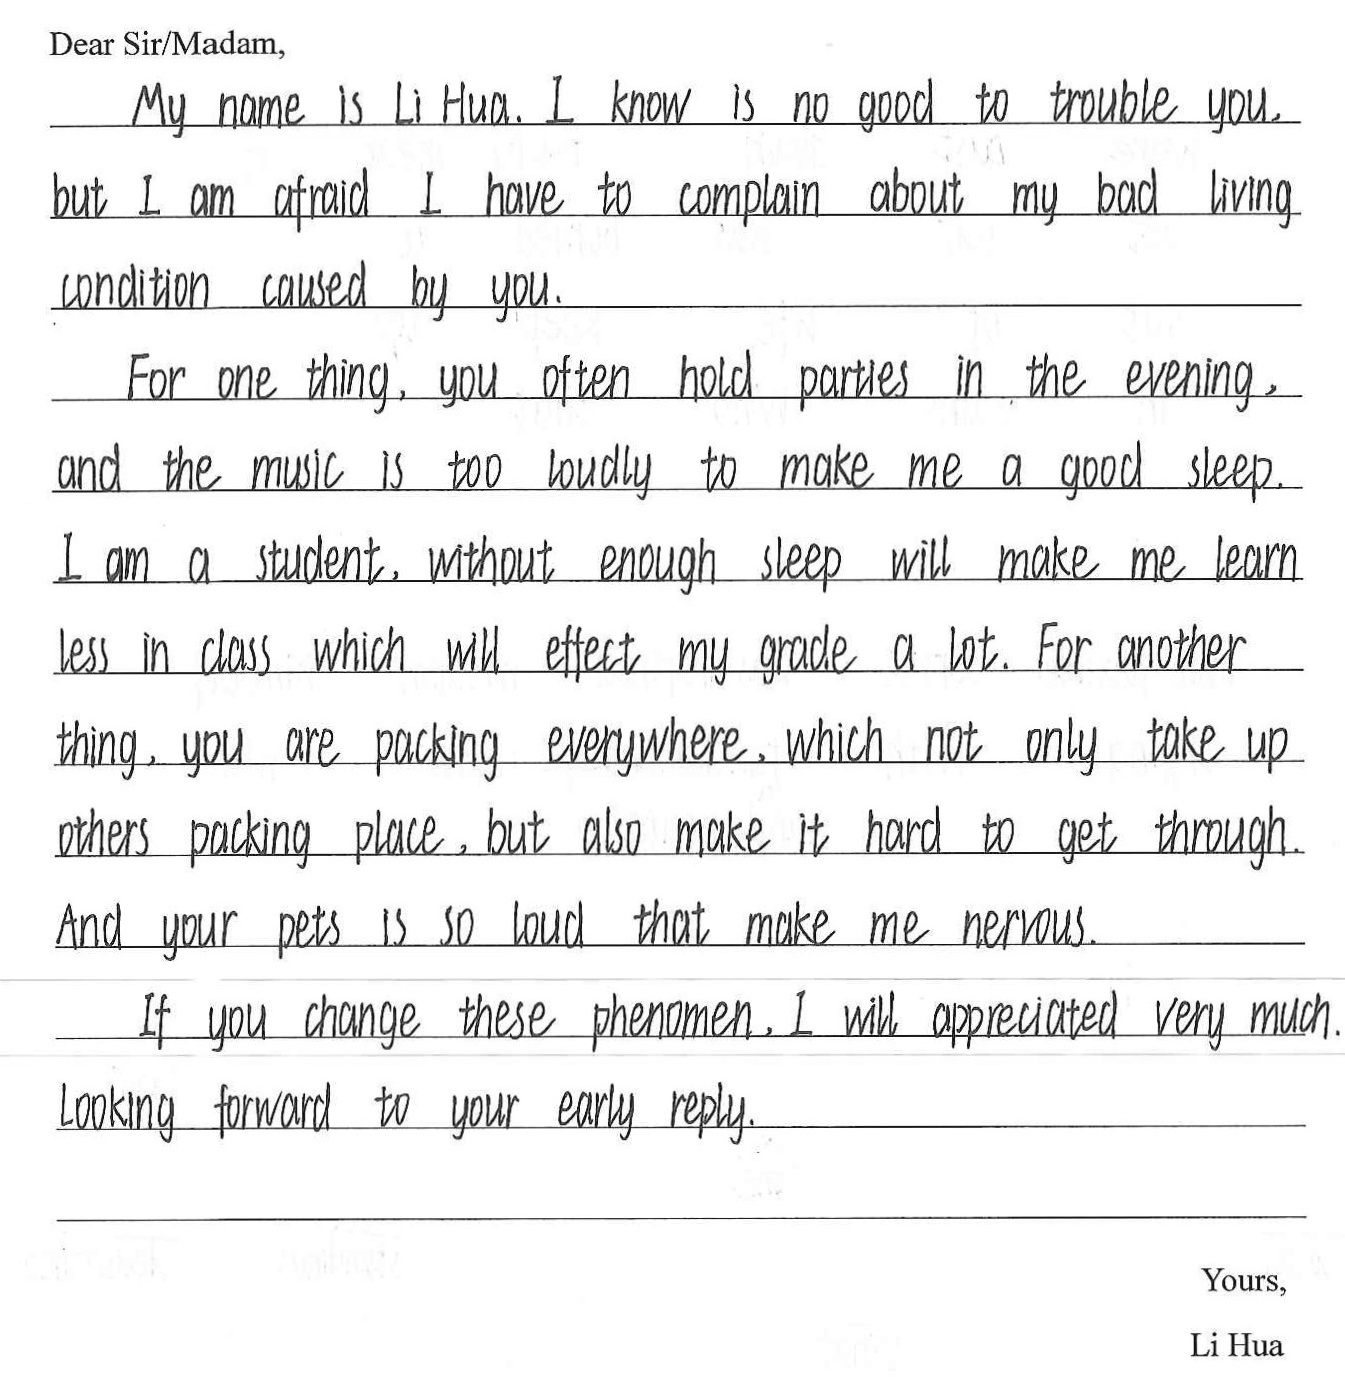 Dear Sir/Madam,
My name is Li Hua. I know is no good to trouble you,
but I am afraid I have to complain about my bad living
condition caused by you.
For one thing, you often hold parties in the evening,
and the music is too loudly to make me a good sleep.
I am a student, without enough sleep will make me learn
less in class which will effect my grade a lot. For another
thing, you are packing everywhere, which not only take up
others packing place, but also make it hard to get through.
And your pets is so loud that make me nervous.
If you change these phenomen, I will appreciated very much.
Looking forward to your early reply.
Yours,
Li Hua